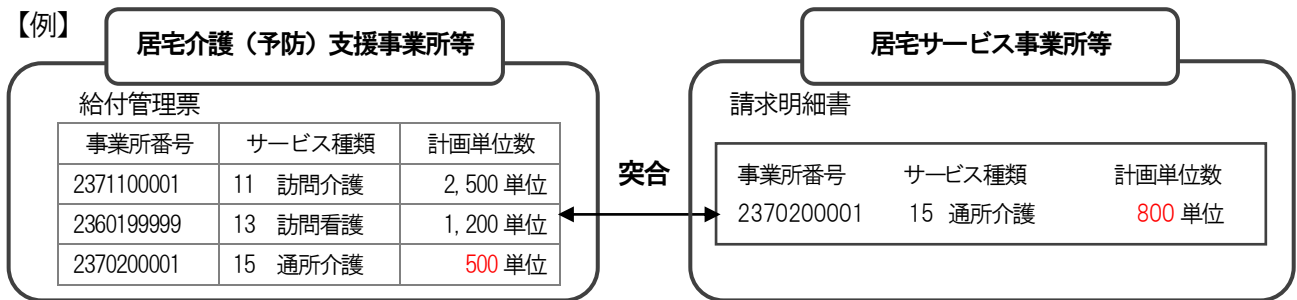 【例】
居宅介護（予防）支援事業所等
給付管理票
事業所番号 サービス種類 計画単位数
2371100001 11 訪問介護 2,500 単位
2360199999 13 訪問看護 1,200 単位
2370200001 15 通所介護 500 単位
突合
居宅サービス事業所等
請求明細書
事業所番号 サービス種類 計画単位数
2370200001 15 通所介護 800 単位